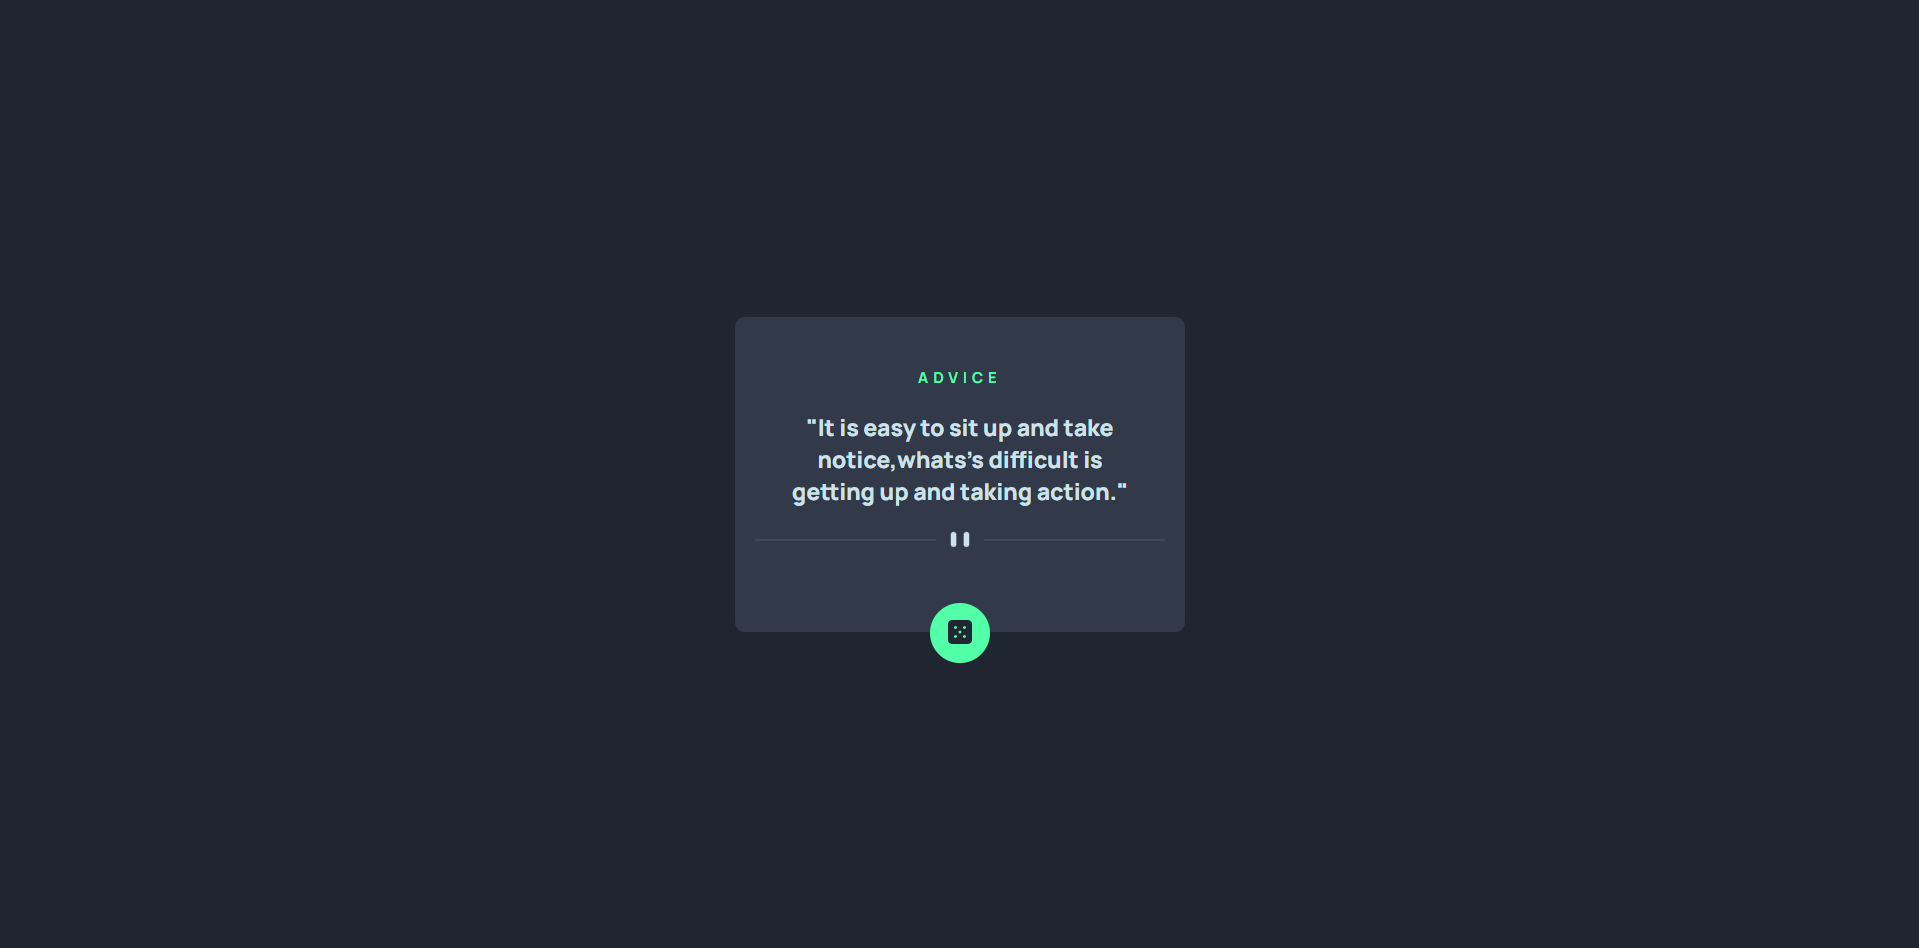 ADVICE
"It is easy to sit up and take
notice,whats’s difficult is
getting up and taking action."